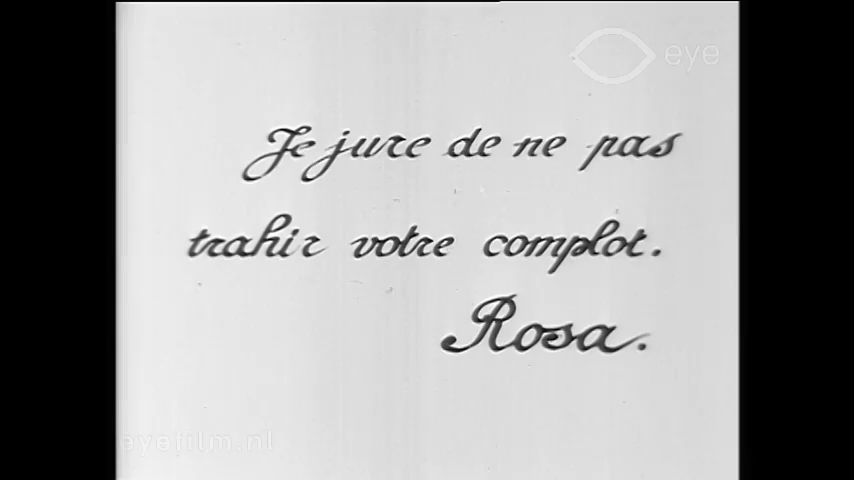 eye
Je jure de ne pas
trahir votre complot.
Rosa.
eyefilm.nl